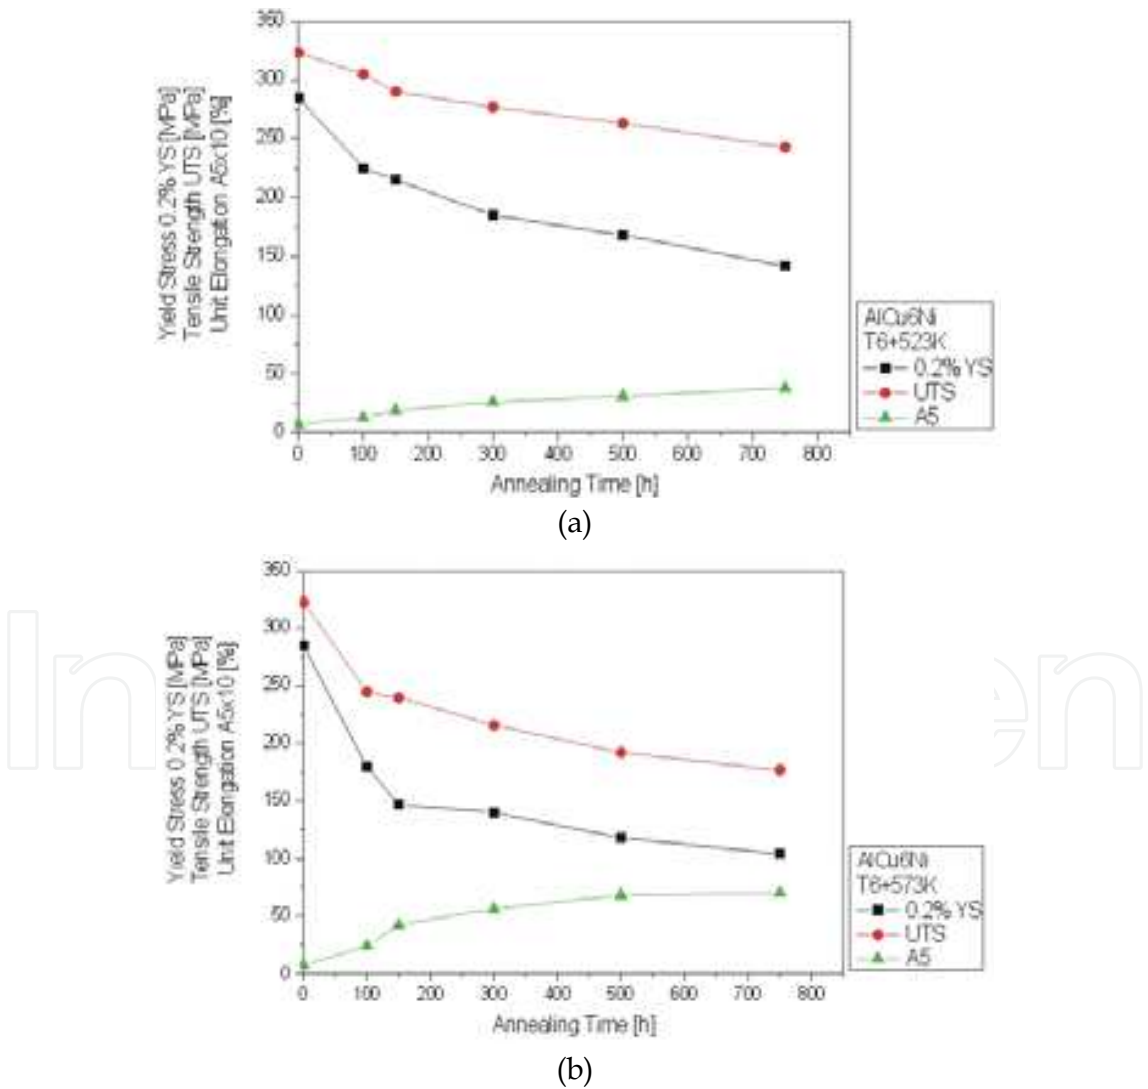 350
300
250
200
150
100
50
0
Yield Stress 0.2% YS [MPa]
Tensile Strength UTS [MPa]
Unit Elongation A5x10 [%]
AlCu6Ni
T6+523K
0.2% YS
UTS
A5
0 100 200 300 400 500 600 700 800
Annealing Time [h]
(a)
350
300
250
200
150
100
50
0
Yield Stress 0.2% YS [MPa]
Tensile Strength UTS [MPa]
Unit Elongation A5x10 [%]
AlCu6Ni
T6+573K
0.2% YS
UTS
A5
0 100 200 300 400 500 600 700 800
Annealing Time [h]
(b)
In
en